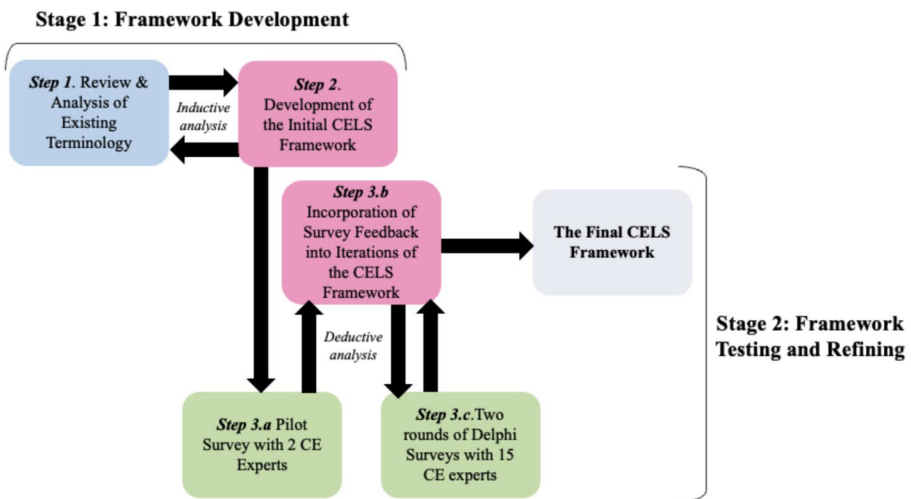 Stage 1: Framework Development
Step 1. Review &
Analysis of
Existing
Terminology
Inductive
analysis
Step 2.
Development of
the Initial CELS
Framework
Step 3.b
Incorporation of
Survey Feedback
into Iterations of
the CELS
Framework
The Final CELS
Framework
Stage 2: Framework
Testing and Refining
Deductive
analysis
Step 3.a Pilot
Survey with 2 CE
Experts
Step 3.c.Two
rounds of Delphi
Surveys with 15
CE experts